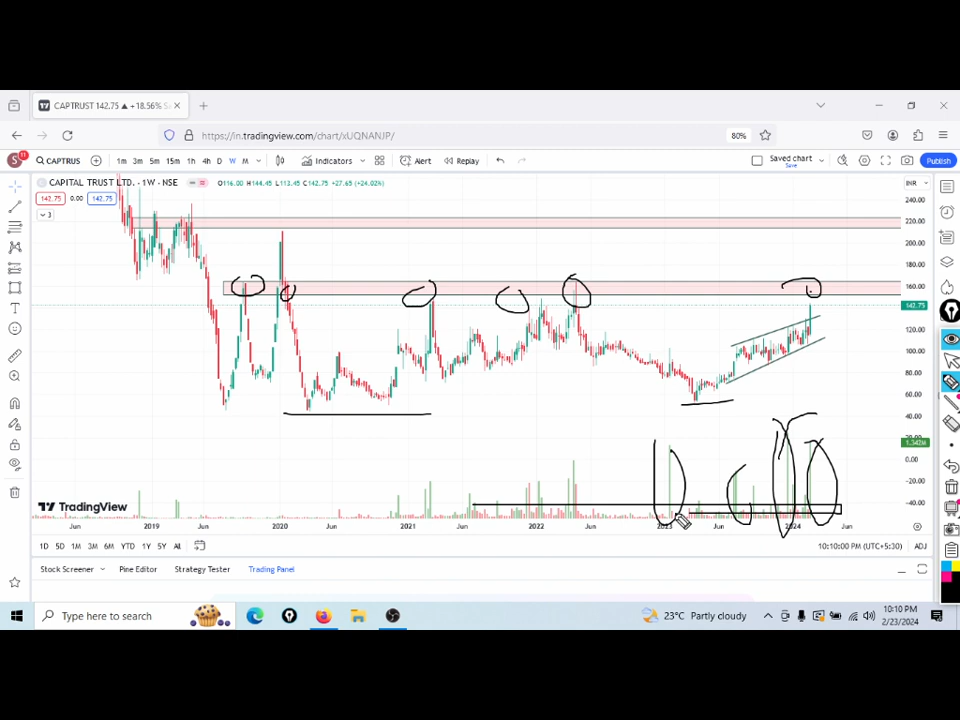 CAPTRUST 142.75 ▲ +18.56% S
https://in.tradingview.com/chart/xUQNANJP/
80%
S 11 CAPTRUS 1m 3m 5m 15m 1h 4h D W M Indicators Alert Replay Saved chart Save Publish
CAPITAL TRUST LTD. · 1W · NSE O116.00 H144.45 L113.45 C142.75 +27.65 (+24.02%) INR
142.75 0.00 142.75
3
240.00
220.00
200.00
180.00
160.00
142.75
120.00
100.00
80.00
60.00
40.00
20.00
1.342M
0.00
-20.00
-40.00
TradingView
Jun 2019 Jun 2020 Jun 2021 Jun 2022 Jun 2023 Jun 2024 Jun
1D 5D 1M 3M 6M YTD 1Y 5Y All 10:10:00 PM (UTC+5:30) ADJ
Stock Screener Pine Editor Strategy Tester Trading Panel
Type here to search 23°C Partly cloudy 10:10 PM
2/23/2024